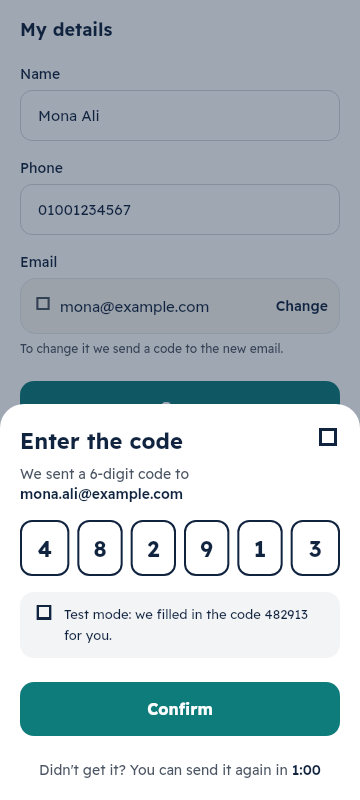 My details
Name
Mona Ali
Phone
01001234567
Email
mona@example.com Change
To change it we send a code to the new email.
Enter the code
We sent a 6-digit code to
mona.ali@example.com
4 8 2 9 1 3
Test mode: we filled in the code 482913
for you.
Confirm
Didn't get it? You can send it again in 1:00